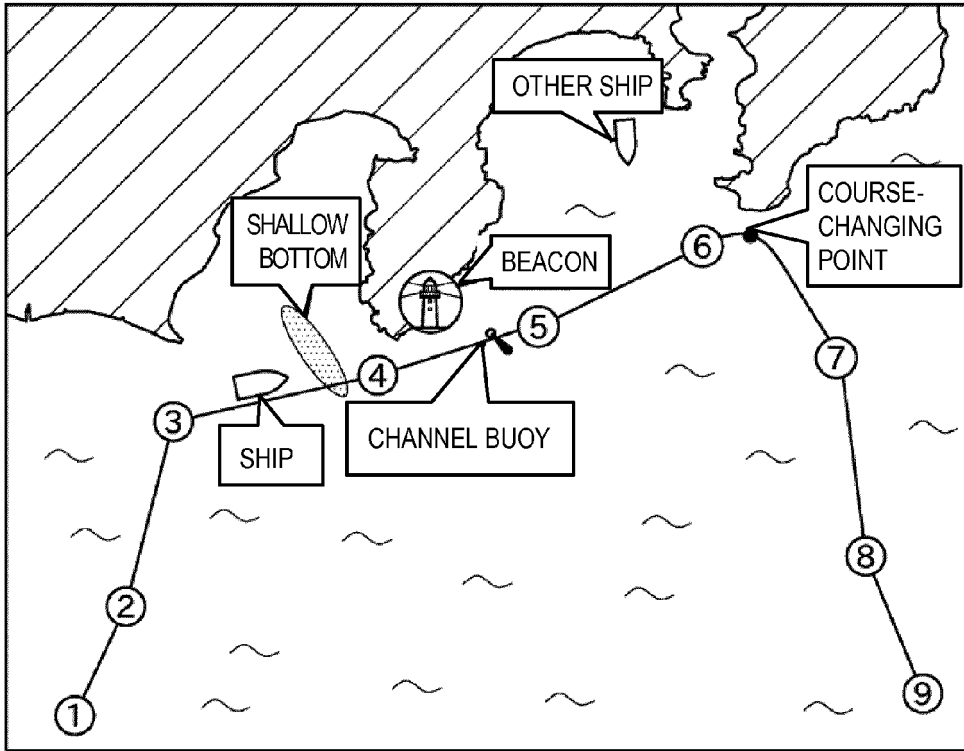 OTHER SHIP
COURSE-
CHANGING
POINT
SHALLOW
BOTTOM
BEACON
6
5
7
4
3
CHANNEL BUOY
SHIP
8
2
9
1